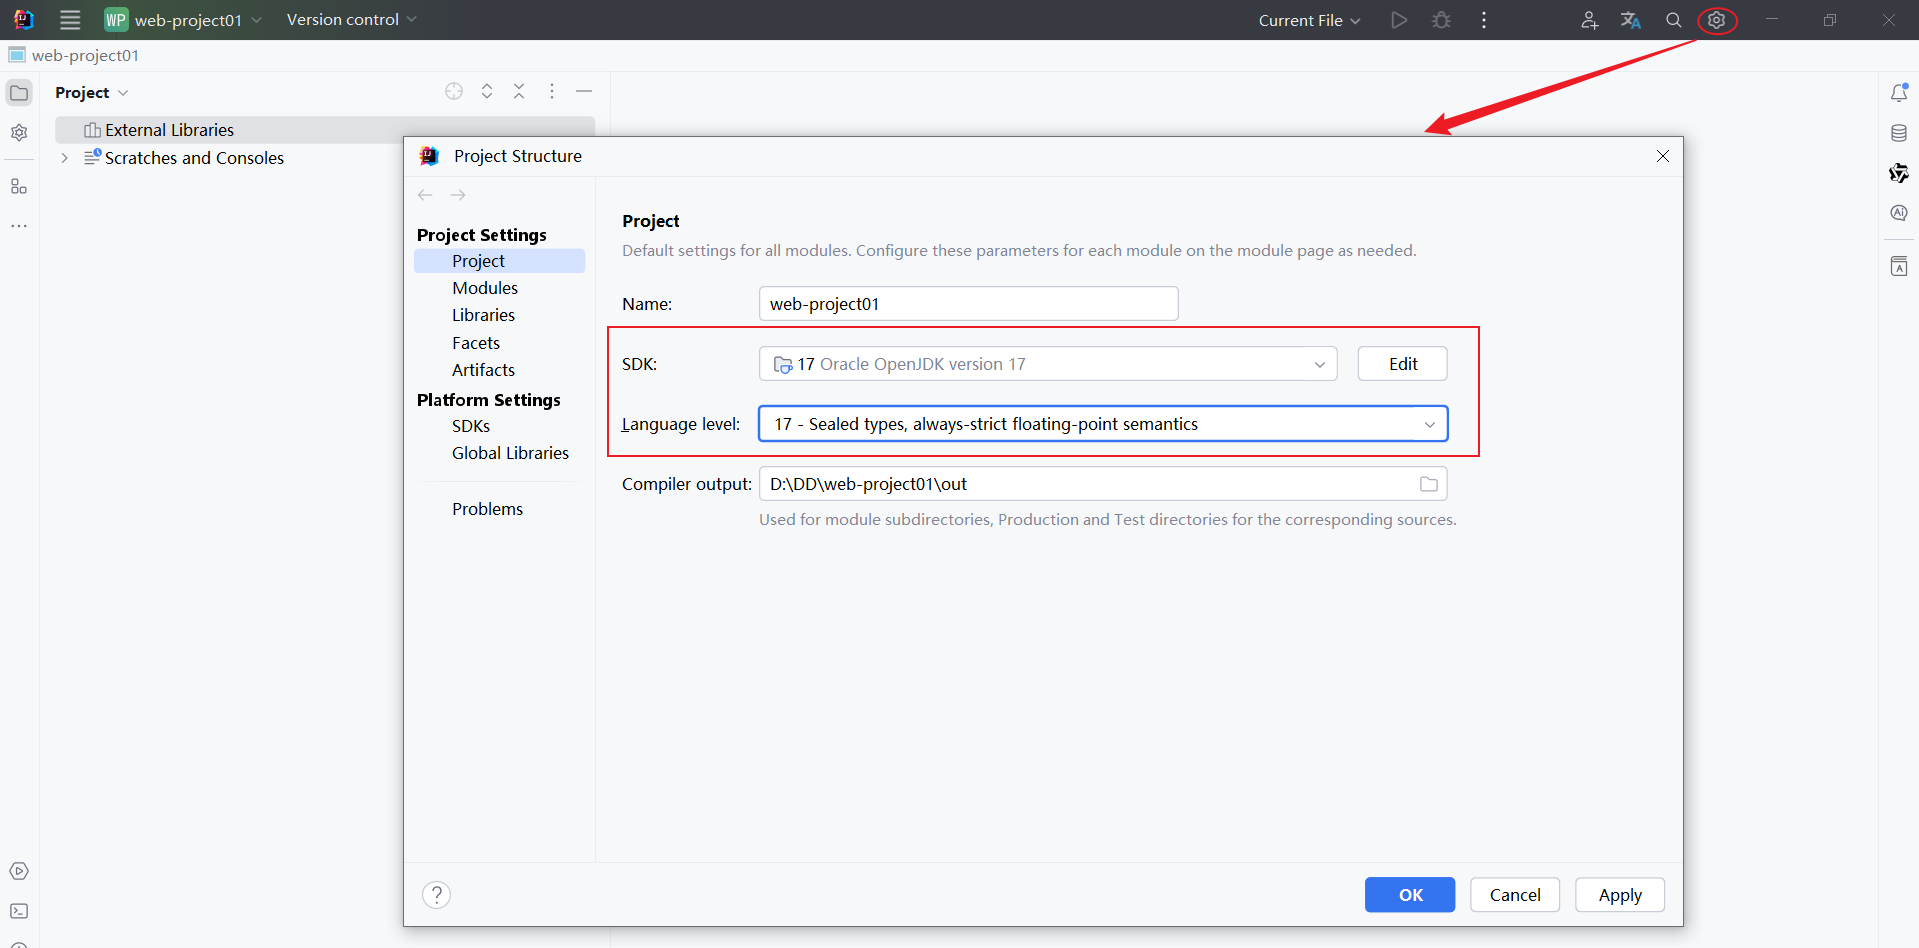 WP web-project01 Version control Current File
web-project01
Project
External Libraries
Scratches and Consoles
Project Structure
Project Settings
Project
Modules
Libraries
Facets
Artifacts
Platform Settings
SDKs
Global Libraries
Problems
Project
Default settings for all modules. Configure these parameters for each module on the module page as needed.
Name: web-project01
SDK: 17 Oracle OpenJDK version 17 Edit
Language level: 17 - Sealed types, always-strict floating-point semantics
Compiler output: D:\DD\web-project01\out
Used for module subdirectories, Production and Test directories for the corresponding sources.
? OK Cancel Apply